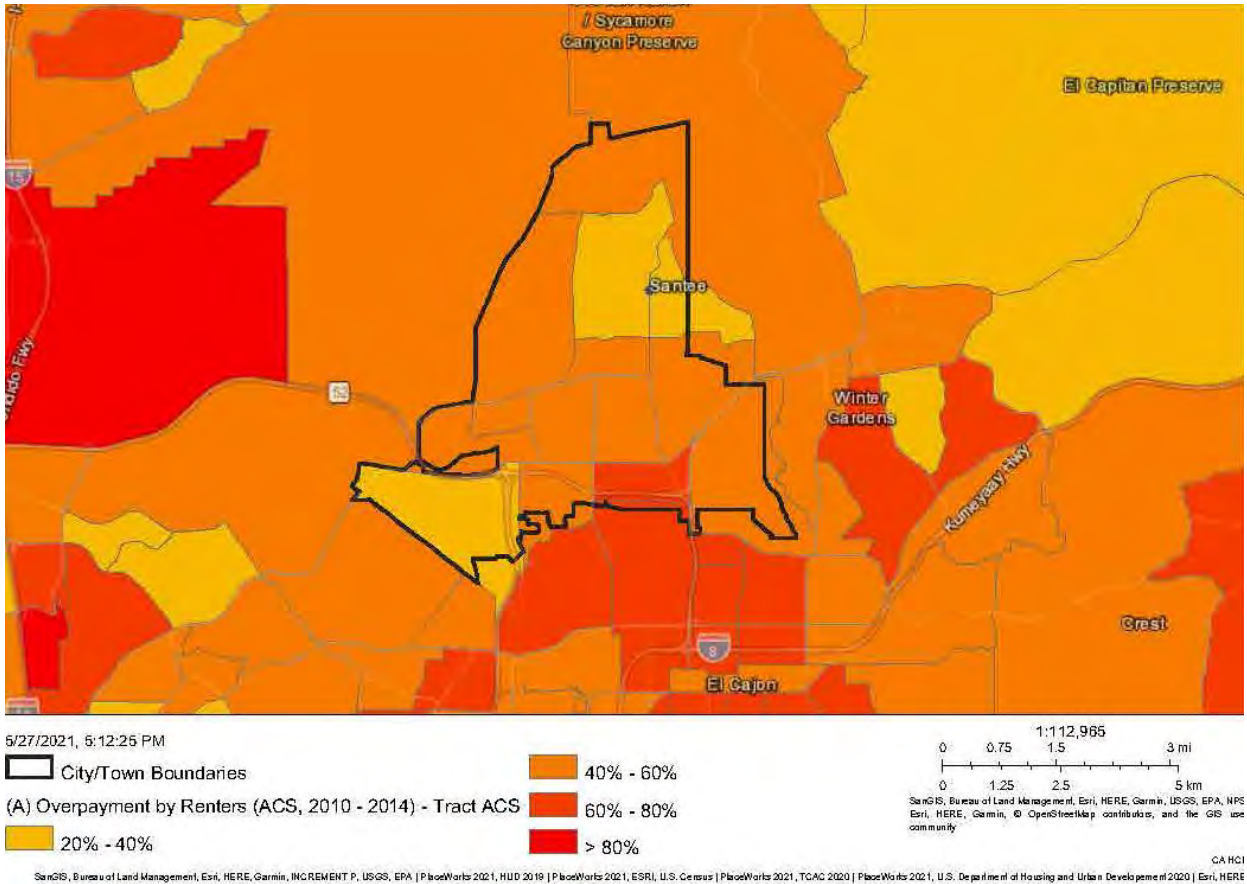 / Sycamore
Canyon Preserve
El Capitan Preserve
15
Santee
52
Winter
Gardens
Kumeyaay Hwy
Crest
8
El Cajon
5/27/2021, 5:12:25 PM
City/Town Boundaries
(A) Overpayment by Renters (ACS, 2010 - 2014) - Tract ACS
20% - 40%
40% - 60%
60% - 80%
> 80%
1:112,965
0 0.75 1.5 3 mi
0 1.25 2.5 5 km
SanGIS, Bureau of Land Management, Esri, HERE, Garmin, USGS, EPA, NPS
Esri, HERE, Garmin, © OpenStreetMap contributors, and the GIS use
community
CA HCI
SanGIS, Bureau of Land Management, Esri, HERE, Garmin, INCREMENT P, USGS, EPA | PlaceWorks 2021, HUD 2019 | PlaceWorks 2021, ESRI, U.S. Census | PlaceWorks 2021, TCAC 2020 | PlaceWorks 2021, U.S. Department of Housing and Urban Developement 2020 | Esri, HERE